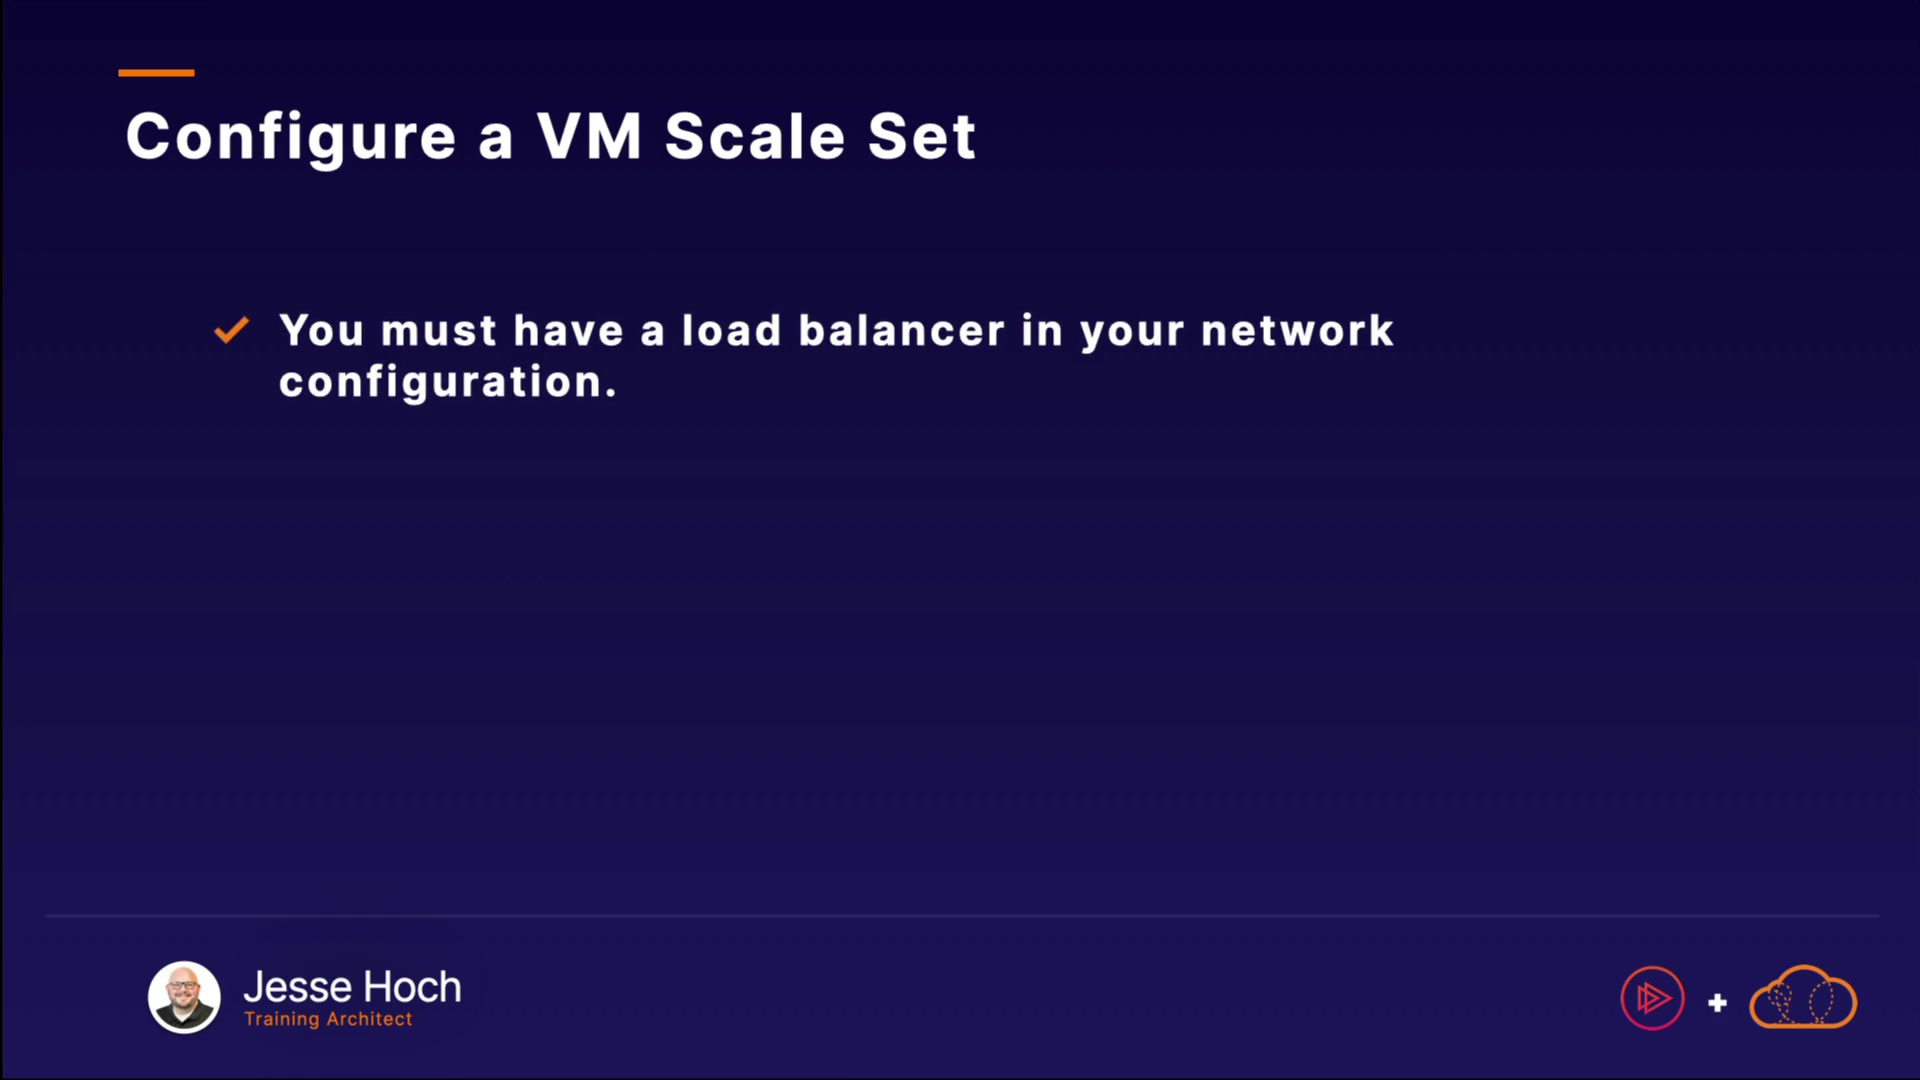 Configure a VM Scale Set
You must have a load balancer in your network
configuration.
Jesse Hoch
Training Architect